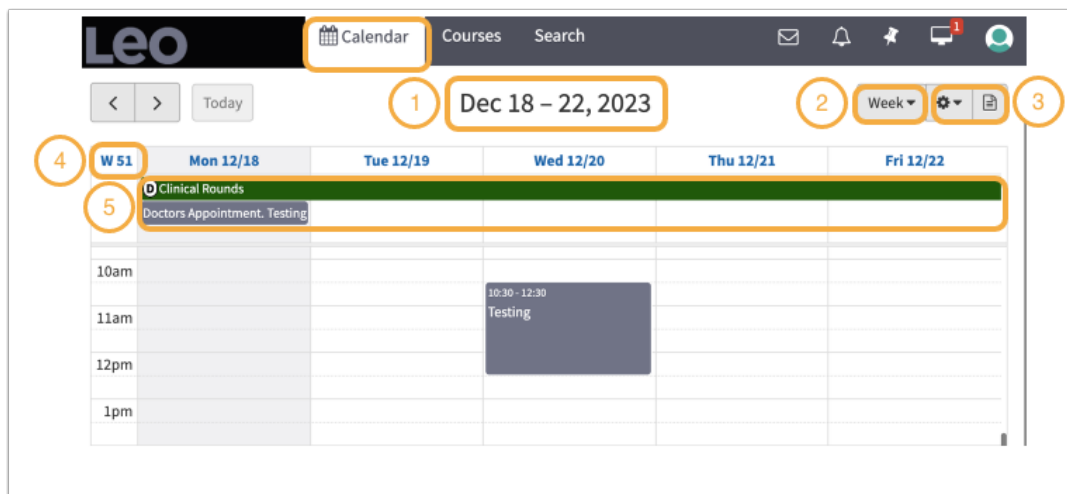 Leo
Calendar Courses Search 1
Today 1 Dec 18 – 22, 2023 2 Week 3
4 W 51 Mon 12/18 Tue 12/19 Wed 12/20 Thu 12/21 Fri 12/22
D Clinical Rounds
5 Doctors Appointment. Testing
10am
10:30 - 12:30
Testing
11am
12pm
1pm